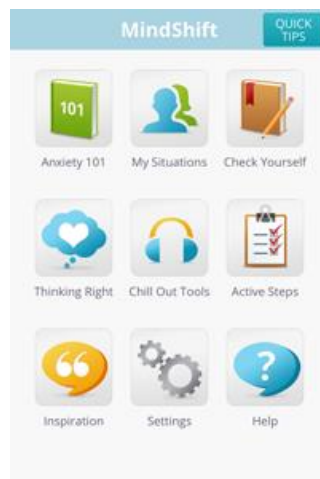 MindShift
QUICK
TIPS
101
Anxiety 101
My Situations
Check Yourself
Thinking Right
Chill Out Tools
Active Steps
Inspiration
Settings
Help